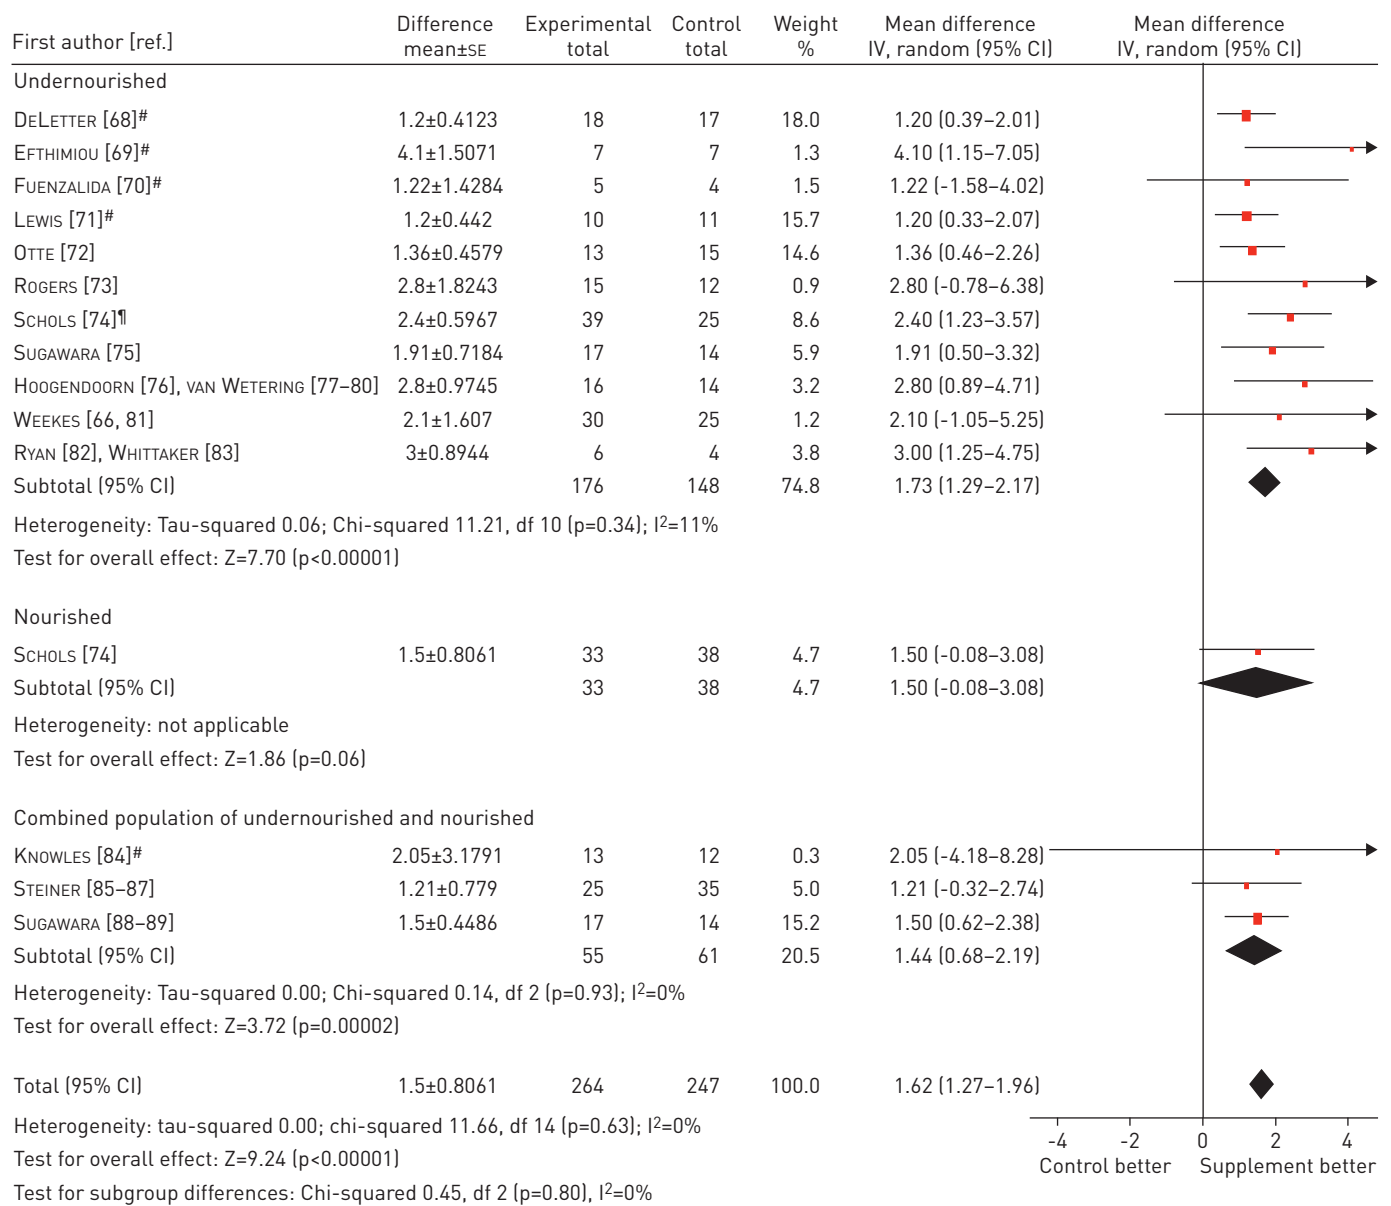 First author [ref.] Difference mean±SE Experimental total Control total Weight % Mean difference IV, random (95% CI) Mean difference IV, random (95% CI)
Undernourished
DeLetter [68]# 1.2±0.4123 18 17 18.0 1.20 (0.39–2.01)
Efthimiou [69]# 4.1±1.5071 7 7 1.3 4.10 (1.15–7.05)
Fuenzalida [70]# 1.22±1.4284 5 4 1.5 1.22 (-1.58–4.02)
Lewis [71]# 1.2±0.442 10 11 15.7 1.20 (0.33–2.07)
Otte [72] 1.36±0.4579 13 15 14.6 1.36 (0.46–2.26)
Rogers [73] 2.8±1.8243 15 12 0.9 2.80 (-0.78–6.38)
Schols [74]¶ 2.4±0.5967 39 25 8.6 2.40 (1.23–3.57)
Sugawara [75] 1.91±0.7184 17 14 5.9 1.91 (0.50–3.32)
Hoogendoorn [76], van Wetering [77–80] 2.8±0.9745 16 14 3.2 2.80 (0.89–4.71)
Weekes [66, 81] 2.1±1.607 30 25 1.2 2.10 (-1.05–5.25)
Ryan [82], Whittaker [83] 3±0.8944 6 4 3.8 3.00 (1.25–4.75)
Subtotal (95% CI) 176 148 74.8 1.73 (1.29–2.17)
Heterogeneity: Tau-squared 0.06; Chi-squared 11.21, df 10 (p=0.34); I²=11%
Test for overall effect: Z=7.70 (p<0.00001)
Nourished
Schols [74] 1.5±0.8061 33 38 4.7 1.50 (-0.08–3.08)
Subtotal (95% CI) 33 38 4.7 1.50 (-0.08–3.08)
Heterogeneity: not applicable
Test for overall effect: Z=1.86 (p=0.06)
Combined population of undernourished and nourished
Knowles [84]# 2.05±3.1791 13 12 0.3 2.05 (-4.18–8.28)
Steiner [85–87] 1.21±0.779 25 35 5.0 1.21 (-0.32–2.74)
Sugawara [88–89] 1.5±0.4486 17 14 15.2 1.50 (0.62–2.38)
Subtotal (95% CI) 55 61 20.5 1.44 (0.68–2.19)
Heterogeneity: Tau-squared 0.00; Chi-squared 0.14, df 2 (p=0.93); I²=0%
Test for overall effect: Z=3.72 (p=0.00002)
Total (95% CI) 1.5±0.8061 264 247 100.0 1.62 (1.27–1.96)
Heterogeneity: tau-squared 0.00; chi-squared 11.66, df 14 (p=0.63); I²=0%
Test for overall effect: Z=9.24 (p<0.00001)
Test for subgroup differences: Chi-squared 0.45, df 2 (p=0.80), I²=0%
-4 -2 0 2 4
Control better Supplement better